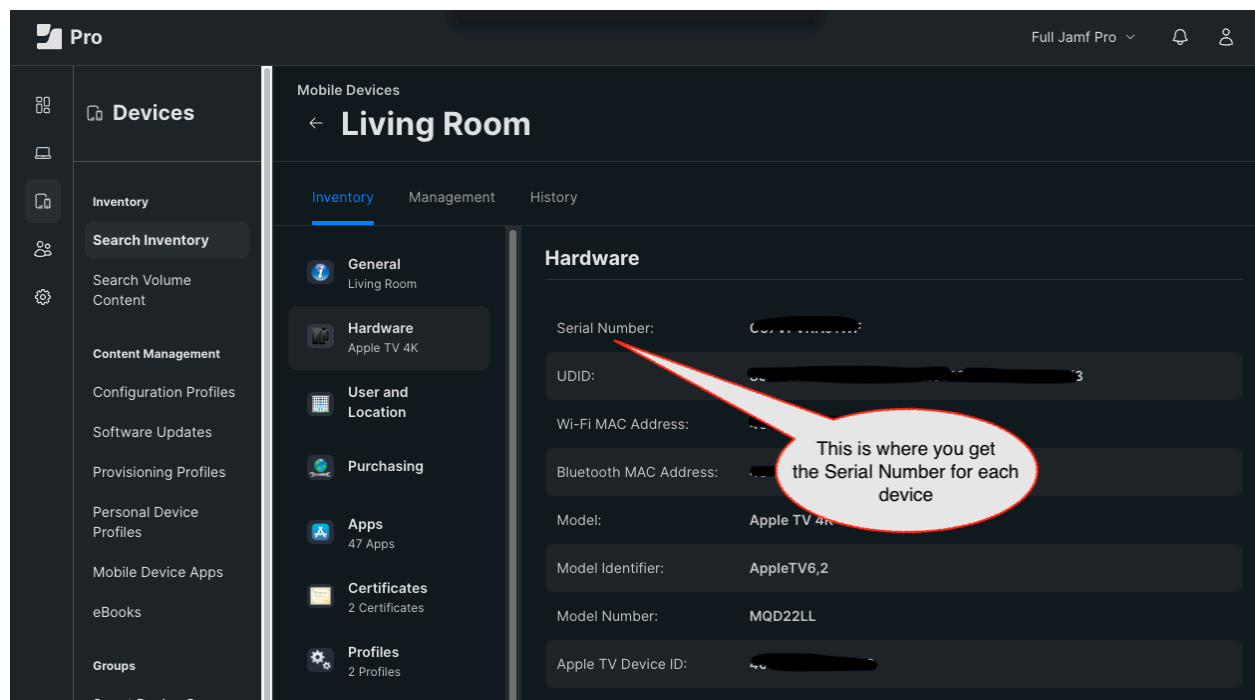 Pro
Full Jamf Pro
Devices
Inventory
Search Inventory
Search Volume
Content
Content Management
Configuration Profiles
Software Updates
Provisioning Profiles
Personal Device
Profiles
Mobile Device Apps
eBooks
Groups
Mobile Devices
Living Room
Inventory
Management
History
General
Living Room
Hardware
Apple TV 4K
User and
Location
Purchasing
Apps
47 Apps
Certificates
2 Certificates
Profiles
2 Profiles
Hardware
Serial Number:
UDID:
Wi-Fi MAC Address:
Bluetooth MAC Address:
Model: Apple TV 4K
Model Identifier: AppleTV6,2
Model Number: MQD22LL
Apple TV Device ID:
This is where you get
the Serial Number for each
device